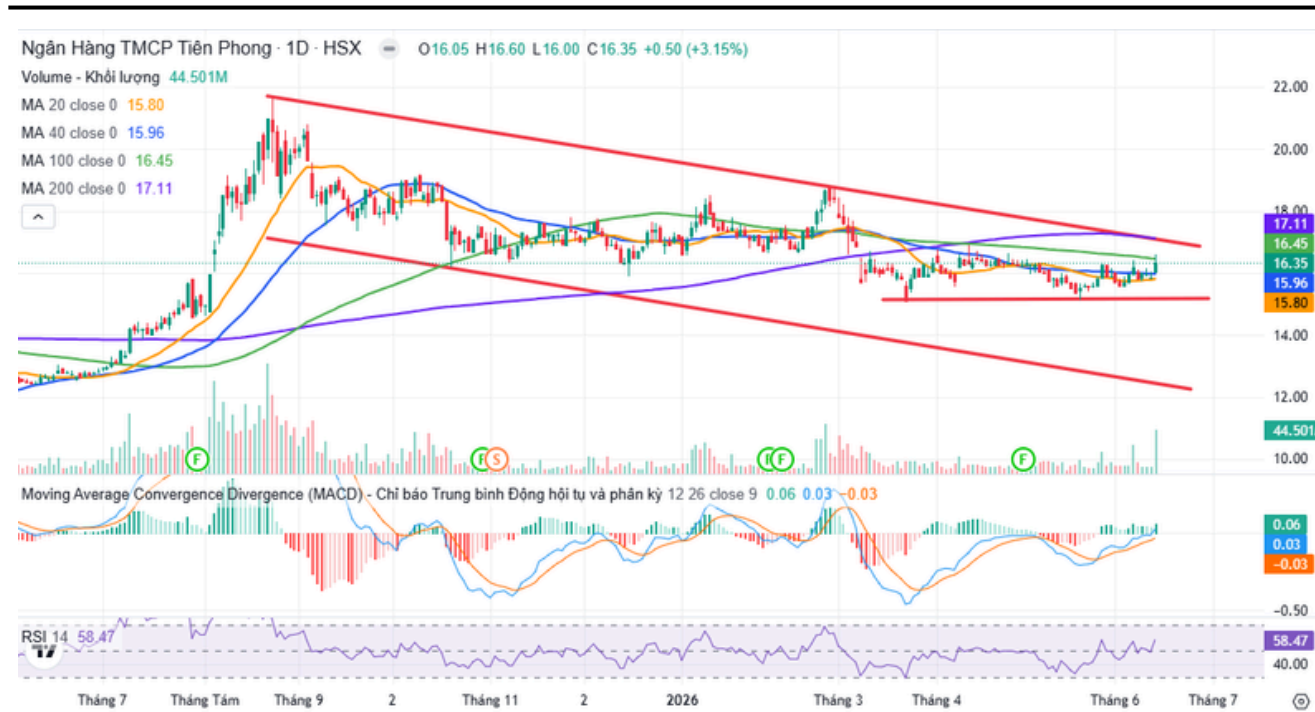 Ngân Hàng TMCP Tiên Phong · 1D · HSX O16.05 H16.60 L16.00 C16.35 +0.50 (+3.15%)
Volume - Khối lượng 44.501M
MA 20 close 0 15.80
MA 40 close 0 15.96
MA 100 close 0 16.45
MA 200 close 0 17.11
22.00
20.00
18.00
17.11
16.45
16.35
15.96
15.80
14.00
12.00
44.501
10.00
F
F
S
F
F
F
Moving Average Convergence Divergence (MACD) - Chỉ báo Trung bình Động hội tụ và phân kỳ 12 26 close 9 0.06 0.03 −0.03
0.06
0.03
−0.03
−0.50
RSI 14 58.47
58.47
40.00
Tháng 7 Tháng Tám Tháng 9 2 Tháng 11 2 2026 Tháng 3 Tháng 4 Tháng 6 Tháng 7